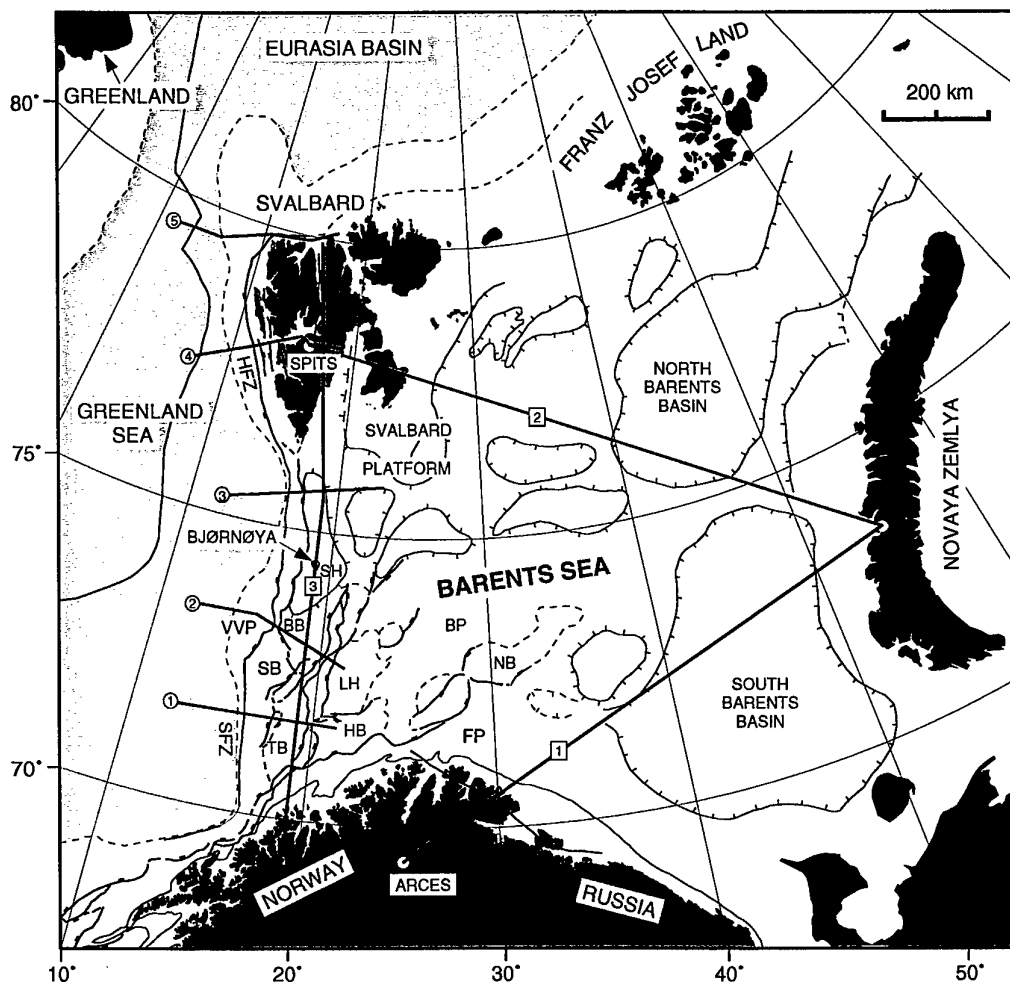 EURASIA BASIN
GREENLAND
80°
FRANZ
JOSEF
LAND
200 km
SVALBARD
5
4
HFZ
SPITS
GREENLAND
SEA
2
NORTH
BARENTS
BASIN
75°
SVALBARD
PLATFORM
3
NOVAYA ZEMLYA
BJØRNØYA
SH
3
BARENTS SEA
2
VVP
BB
BP
SB
LH
NB
1
SFZ
HB
TB
FP
1
SOUTH
BARENTS
BASIN
70°
NORWAY
ARCES
RUSSIA
10°
20°
30°
40°
50°